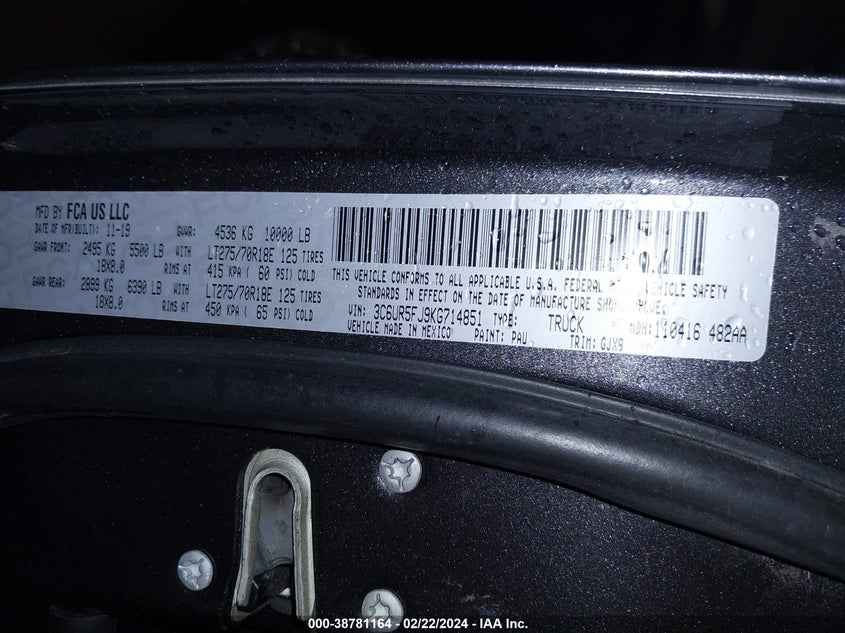 MFD BY FCA US LLC
DATE OF MFR(BUILT): 11-19 GVWR: 4536 KG 10000 LB
GAWR FRONT: 2495 KG 5500 LB WITH LT275/70R18E 125 TIRES
18X8.0 RIMS AT 415 KPA ( 60 PSI) COLD
GAWR REAR: 2899 KG 6390 LB WITH LT275/70R18E 125 TIRES
18X8.0 RIMS AT 450 KPA ( 65 PSI) COLD
THIS VEHICLE CONFORMS TO ALL APPLICABLE U.S.A. FEDERAL VEHICLE SAFETY
STANDARDS IN EFFECT ON THE DATE OF MANUFACTURE SHOWN ABOVE.
VIN: 3C6UR5FJ9KG714851 TYPE: TRUCK MDH: 110416 482AA
VEHICLE MADE IN MEXICO PAINT: PAU TRIM: GJX9
000-38781164 - 02/22/2024 - IAA Inc.